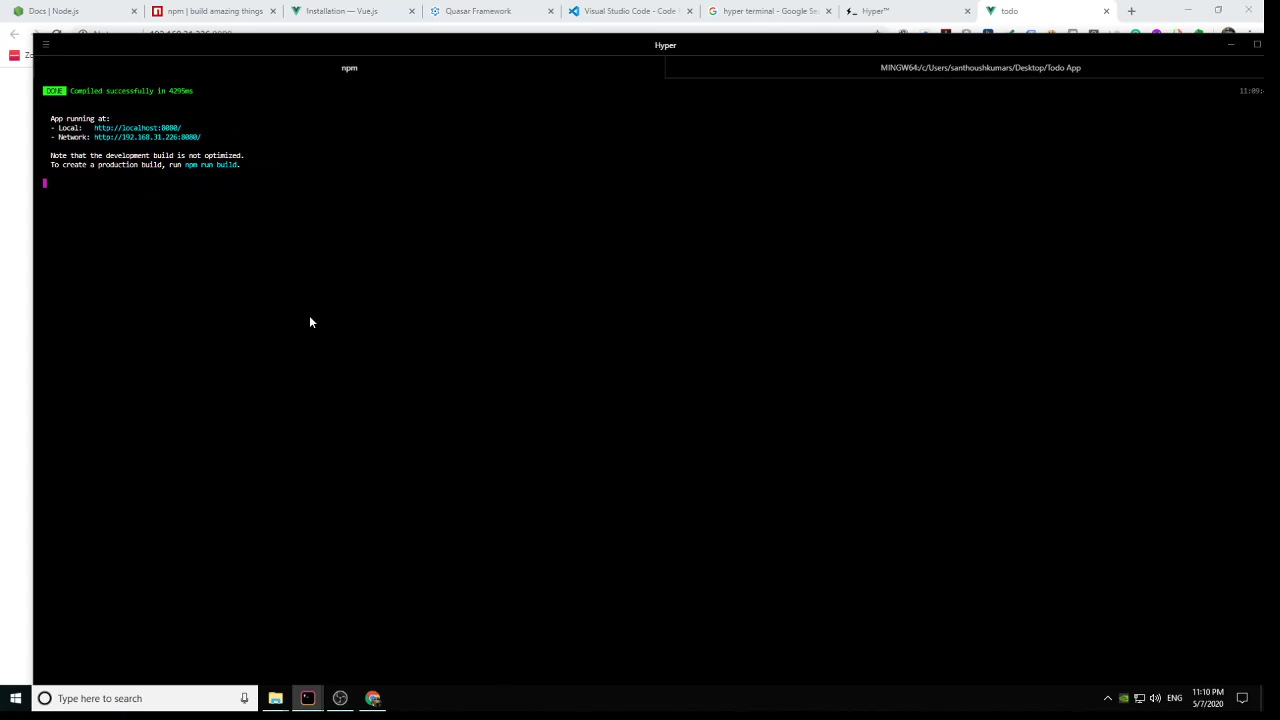 Docs | Node.js
npm | build amazing things
Installation — Vue.js
Quasar Framework
Visual Studio Code - Code
hyper terminal - Google Se
Hyper™
todo
Hyper
npm
MINGW64:/c/Users/santhoushkumars/Desktop/Todo App
DONE Compiled successfully in 4295ms
11:09:
App running at:
- Local: http://localhost:8080/
- Network: http://192.168.31.226:8080/
Note that the development build is not optimized.
To create a production build, run npm run build.
Type here to search
ENG
11:10 PM
5/7/2020